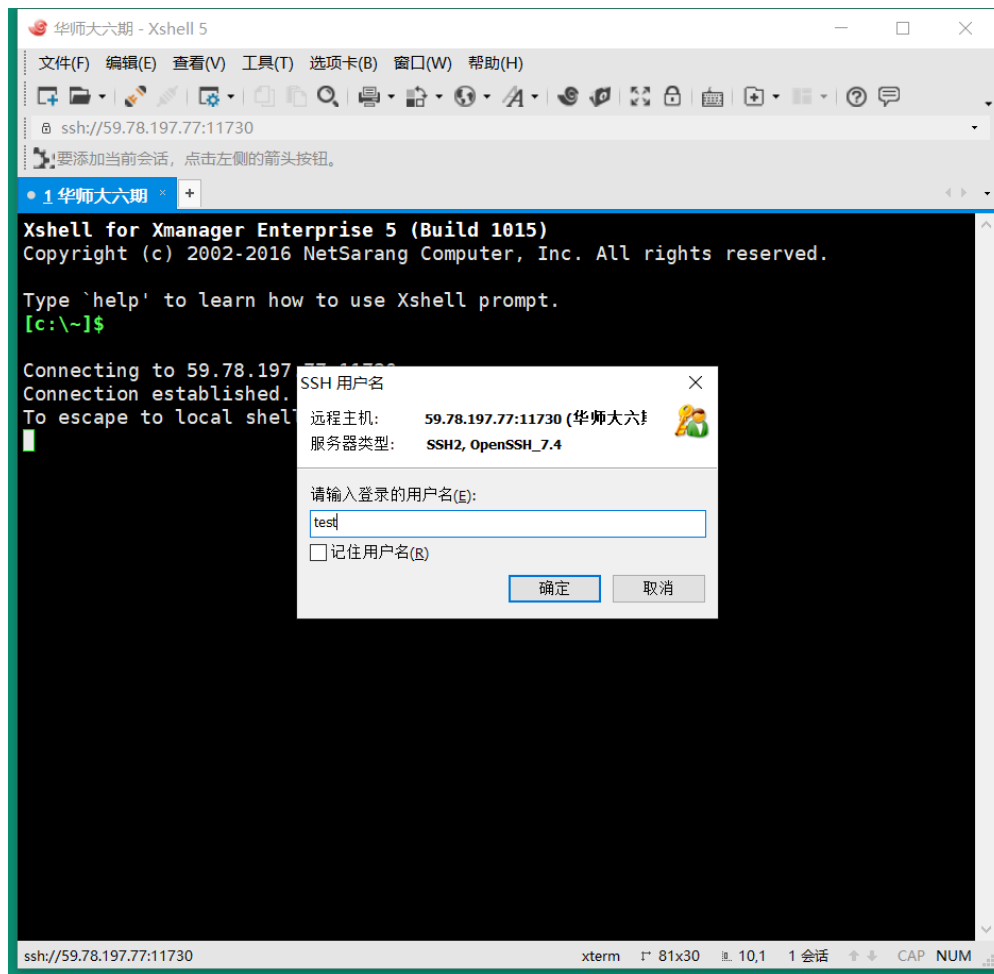 华师大六期 - Xshell 5
文件(F) 编辑(E) 查看(V) 工具(T) 选项卡(B) 窗口(W) 帮助(H)
ssh://59.78.197.77:11730
要添加当前会话，点击左侧的箭头按钮。
1 华师大六期 × +
Xshell for Xmanager Enterprise 5 (Build 1015)
Copyright (c) 2002-2016 NetSarang Computer, Inc. All rights reserved.
Type `help' to learn how to use Xshell prompt.
[c:\~]$
Connecting to 59.78.197.77:11730
Connection established.
To escape to local shell
SSH 用户名
远程主机: 59.78.197.77:11730 (华师大六
服务器类型: SSH2, OpenSSH_7.4
请输入登录的用户名(E):
test
记住用户名(R)
确定 取消
ssh://59.78.197.77:11730 xterm 81x30 10,1 1 会话 CAP NUM